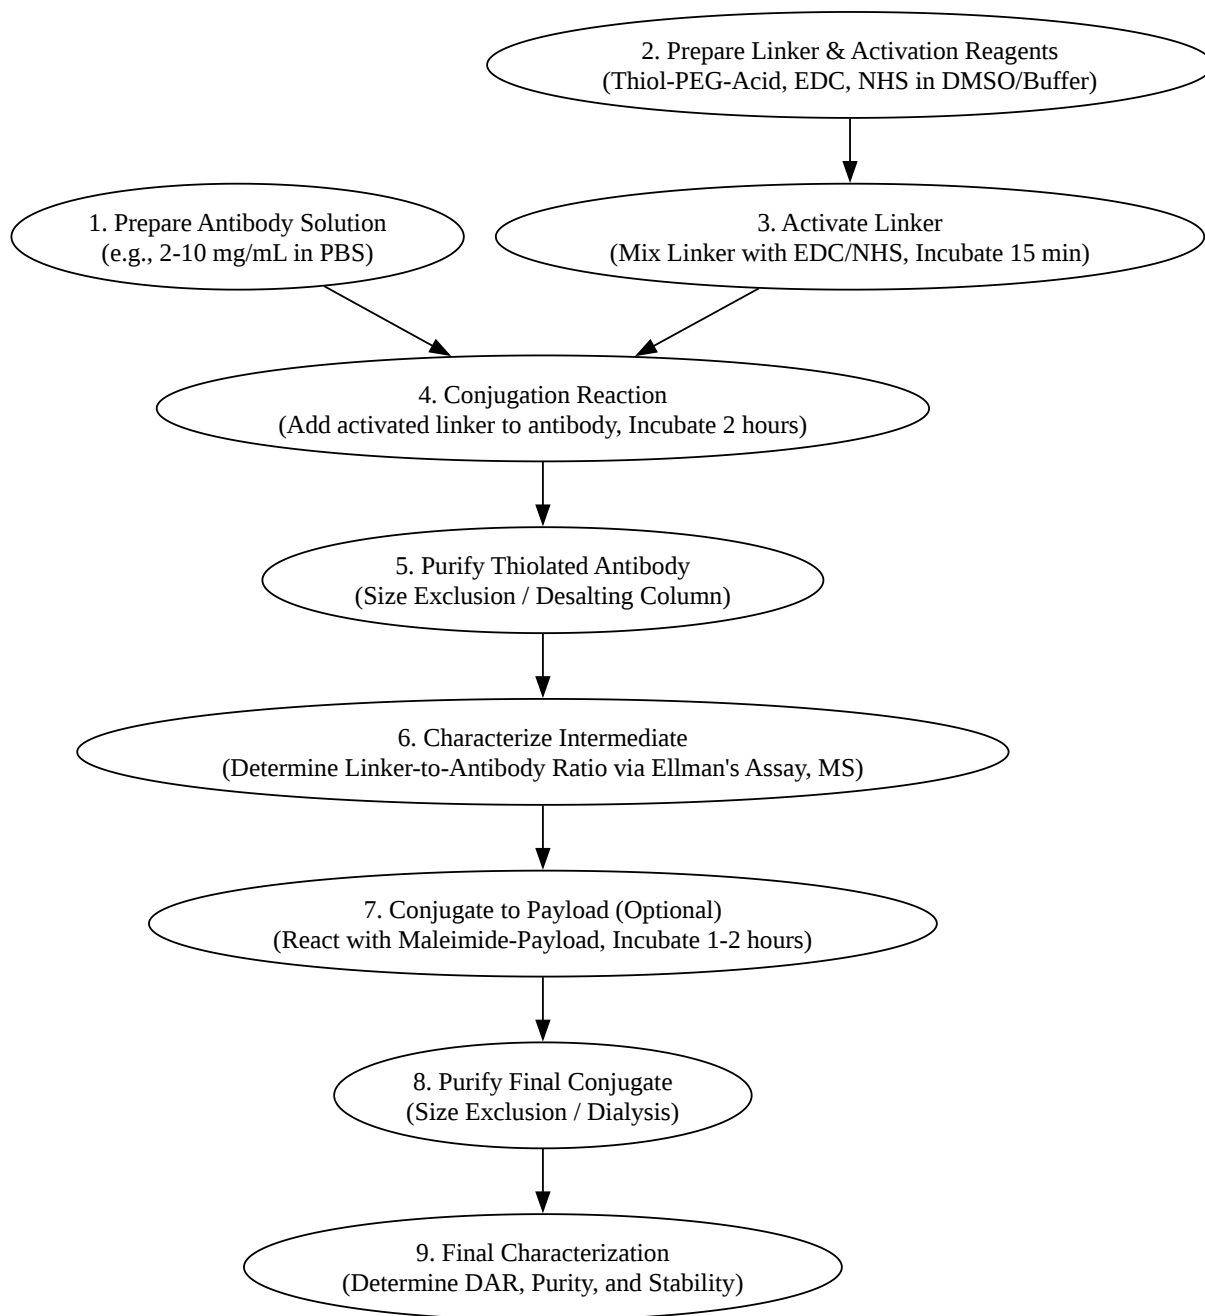 2. Prepare Linker & Activation Reagents
(Thiol-PEG-Acid, EDC, NHS in DMSO/Buffer)
1. Prepare Antibody Solution
(e.g., 2-10 mg/mL in PBS)
3. Activate Linker
(Mix Linker with EDC/NHS, Incubate 15 min)
4. Conjugation Reaction
(Add activated linker to antibody, Incubate 2 hours)
5. Purify Thiolated Antibody
(Size Exclusion / Desalting Column)
6. Characterize Intermediate
(Determine Linker-to-Antibody Ratio via Ellman's Assay, MS)
7. Conjugate to Payload (Optional)
(React with Maleimide-Payload, Incubate 1-2 hours)
8. Purify Final Conjugate
(Size Exclusion / Dialysis)
9. Final Characterization
(Determine DAR, Purity, and Stability)